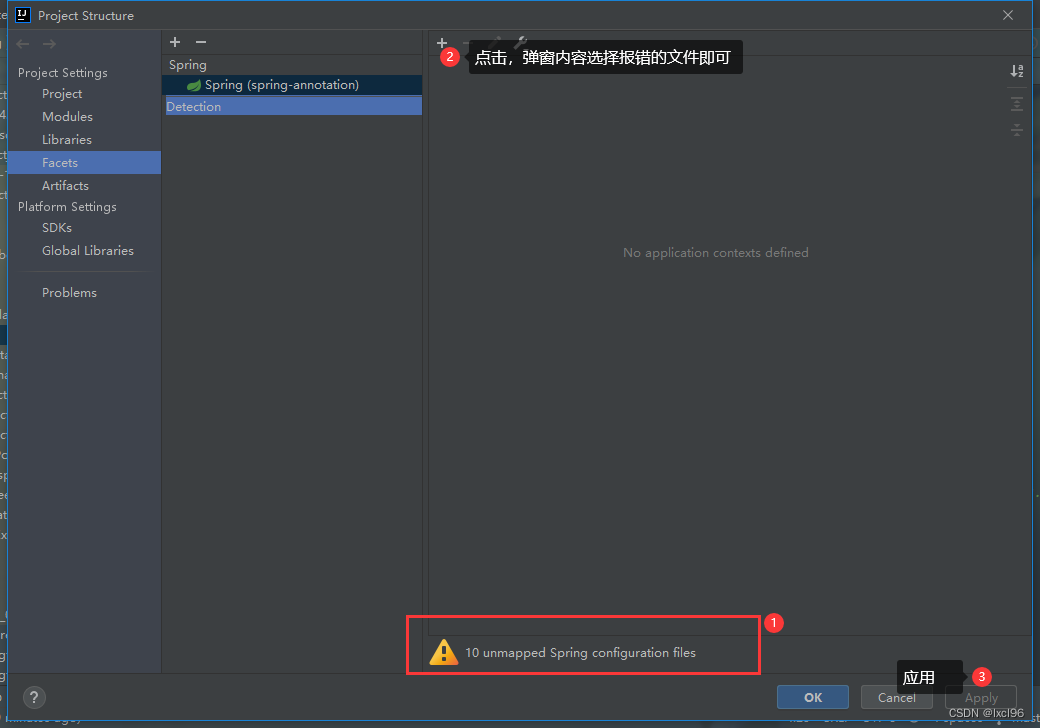 Project Structure
Project Settings
Project
Modules
Libraries
Facets
Artifacts
Platform Settings
SDKs
Global Libraries
Problems
Spring
Spring (spring-annotation)
Detection
2
点击，弹窗内容选择报错的文件即可
No application contexts defined
1
10 unmapped Spring configuration files
应用
3
?
OK
Cancel
Apply
CSDN @lxcl96